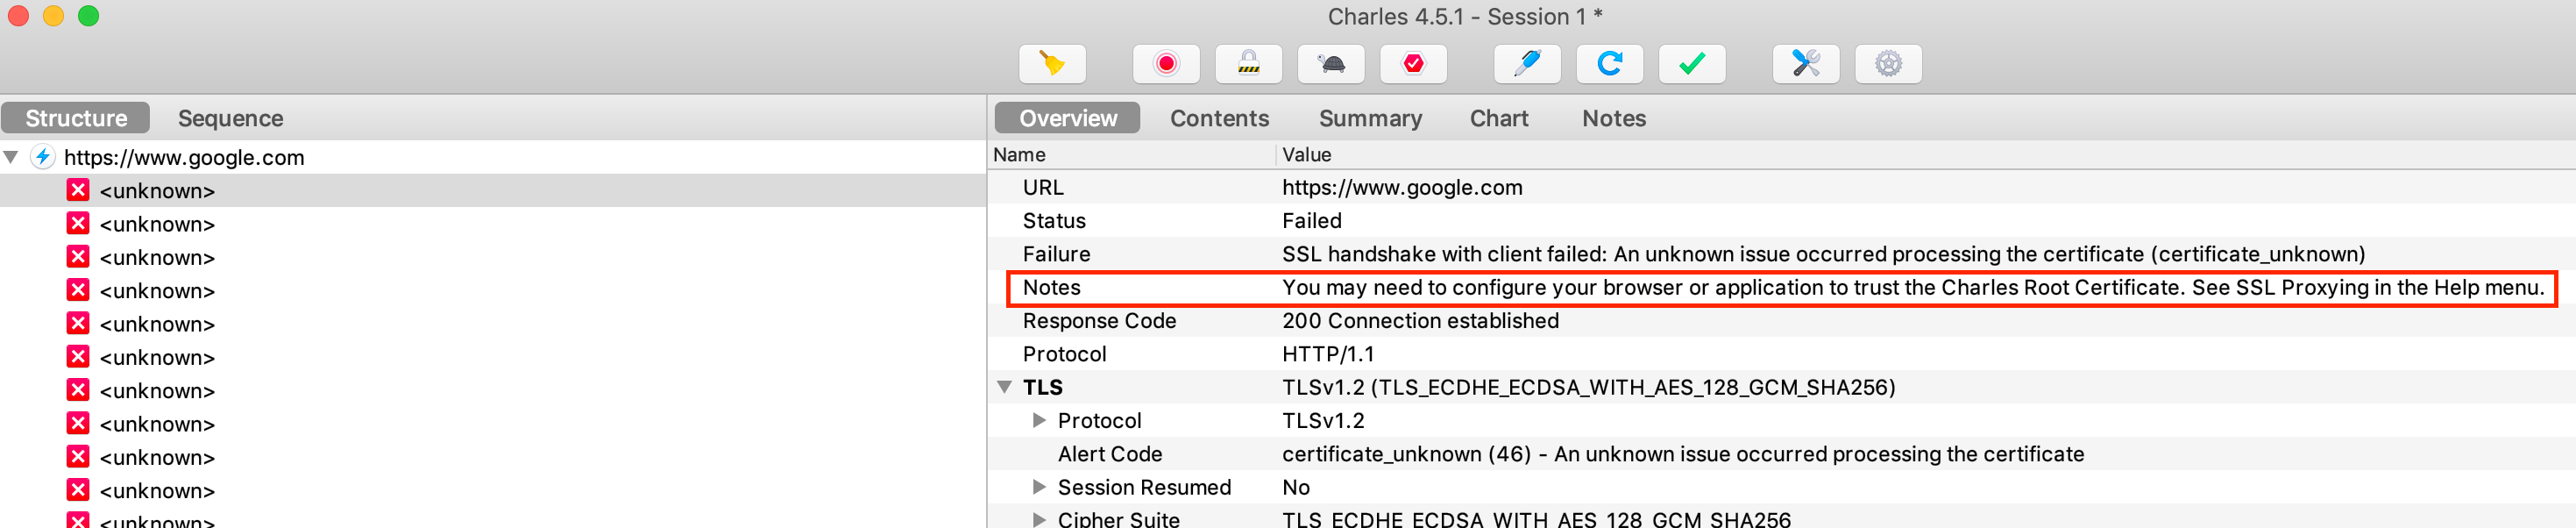 Charles 4.5.1 - Session 1 *
Structure Sequence
https://www.google.com
<unknown>
<unknown>
<unknown>
<unknown>
<unknown>
<unknown>
<unknown>
<unknown>
<unknown>
<unknown>
<unknown>
Overview Contents Summary Chart Notes
Name Value
URL https://www.google.com
Status Failed
Failure SSL handshake with client failed: An unknown issue occurred processing the certificate (certificate_unknown)
Notes You may need to configure your browser or application to trust the Charles Root Certificate. See SSL Proxying in the Help menu.
Response Code 200 Connection established
Protocol HTTP/1.1
TLS TLSv1.2 (TLS_ECDHE_ECDSA_WITH_AES_128_GCM_SHA256)
Protocol TLSv1.2
Alert Code certificate_unknown (46) - An unknown issue occurred processing the certificate
Session Resumed No
Cipher Suite TLS_ECDHE_ECDSA_WITH_AES_128_GCM_SHA256